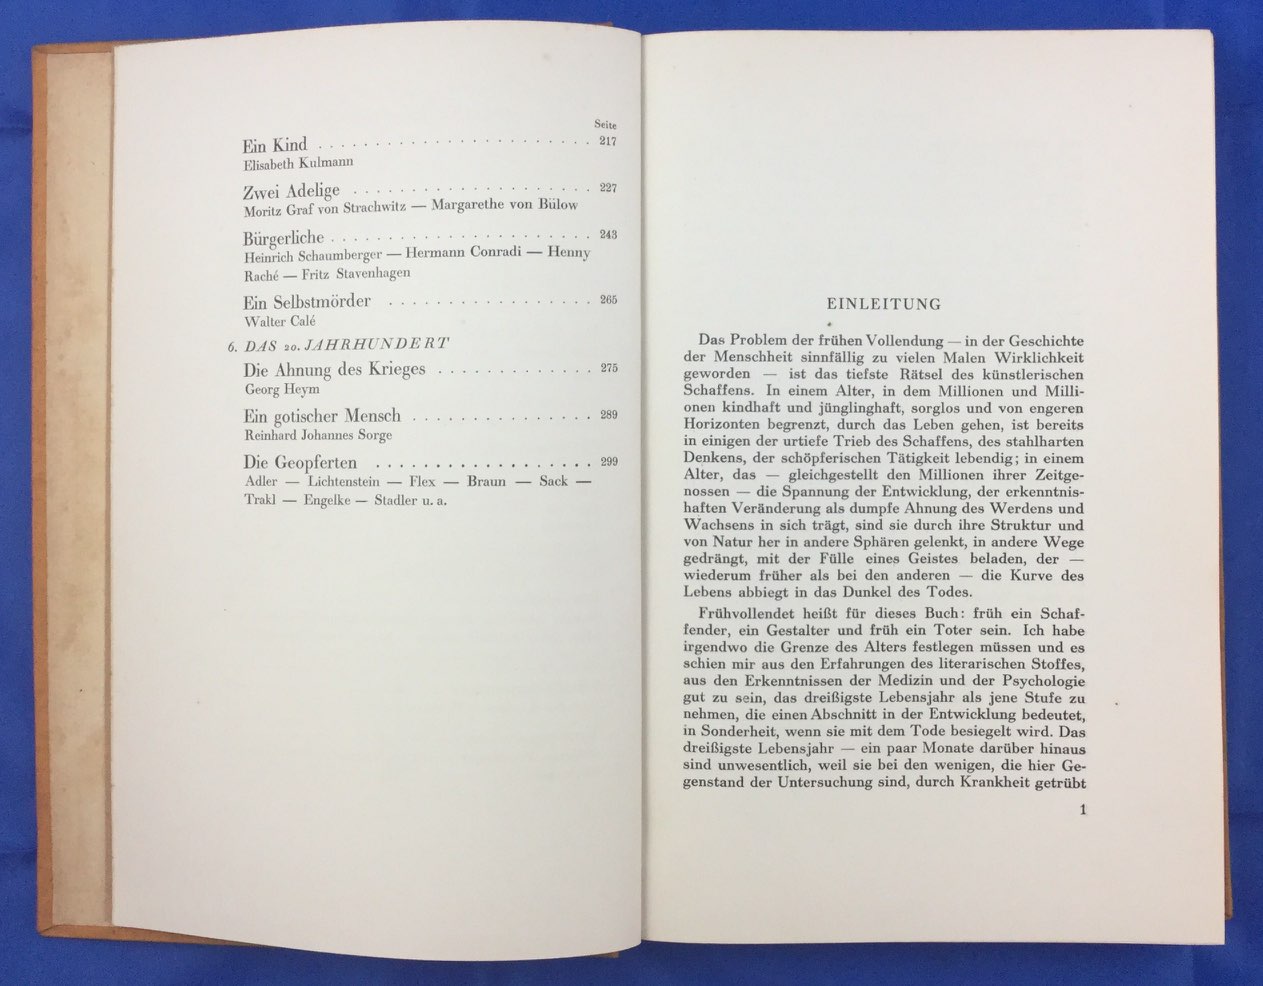 Seite
Ein Kind . . . . . . . . . . . . . . . . . . . . . . 217
Elisabeth Kulmann
Zwei Adelige . . . . . . . . . . . . . . . . . . . 227
Moritz Graf von Strachwitz — Margarethe von Bülow
Bürgerliche . . . . . . . . . . . . . . . . . . . . 243
Heinrich Schaumberger — Hermann Conradi — Henny
Raché — Fritz Stavenhagen
Ein Selbstmörder . . . . . . . . . . . . . . . . 265
Walter Calé
6. DAS 20. JAHRHUNDERT
Die Ahnung des Krieges . . . . . . . . . . . . 275
Georg Heym
Ein gotischer Mensch . . . . . . . . . . . . . . 289
Reinhard Johannes Sorge
Die Geopferten . . . . . . . . . . . . . . . . . 299
Adler — Lichtenstein — Flex — Braun — Sack —
Trakl — Engelke — Stadler u. a.
EINLEITUNG
Das Problem der frühen Vollendung — in der Geschichte
der Menschheit sinnfällig zu vielen Malen Wirklichkeit
geworden — ist das tiefste Rätsel des künstlerischen
Schaffens. In einem Alter, in dem Millionen und Milli-
onen kindhaft und jünglinghaft, sorglos und von engeren
Horizonten begrenzt, durch das Leben gehen, ist bereits
in einigen der urtiefe Trieb des Schaffens, des stahlharten
Denkens, der schöpferischen Tätigkeit lebendig; in einem
Alter, das — gleichgestellt den Millionen ihrer Zeitge-
nossen — die Spannung der Entwicklung, der erkenntnis-
haften Veränderung als dumpfe Ahnung des Werdens und
Wachsens in sich trägt, sind sie durch ihre Struktur und
von Natur her in andere Sphären gelenkt, in andere Wege
gedrängt, mit der Fülle eines Geistes beladen, der —
wiederum früher als bei den anderen — die Kurve des
Lebens abbiegt in das Dunkel des Todes.
Frühvollendet heißt für dieses Buch: früh ein Schaf-
fender, ein Gestalter und früh ein Toter sein. Ich habe
irgendwo die Grenze des Alters festlegen müssen und es
schien mir aus den Erfahrungen des literarischen Stoffes,
aus den Erkenntnissen der Medizin und der Psychologie
gut zu sein, das dreißigste Lebensjahr als jene Stufe zu
nehmen, die einen Abschnitt in der Entwicklung bedeutet,
in Sonderheit, wenn sie mit dem Tode besiegelt wird. Das
dreißigste Lebensjahr — ein paar Monate darüber hinaus
sind unwesentlich, weil sie bei den wenigen, die hier Ge-
genstand der Untersuchung sind, durch Krankheit getrübt
1